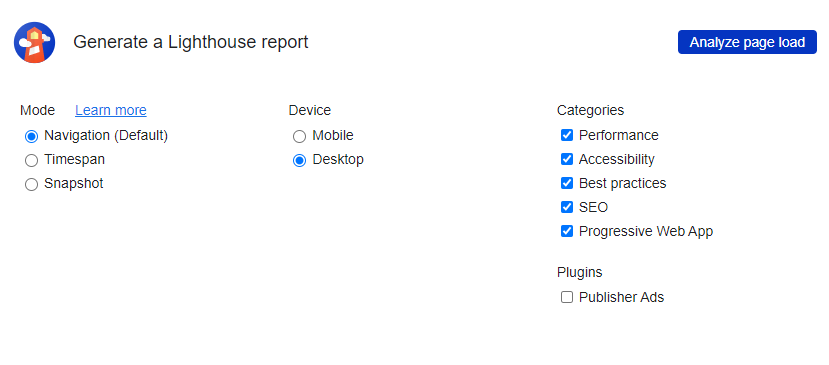 Generate a Lighthouse report
Analyze page load
Mode Learn more
Navigation (Default)
Timespan
Snapshot
Device
Mobile
Desktop
Categories
Performance
Accessibility
Best practices
SEO
Progressive Web App
Plugins
Publisher Ads